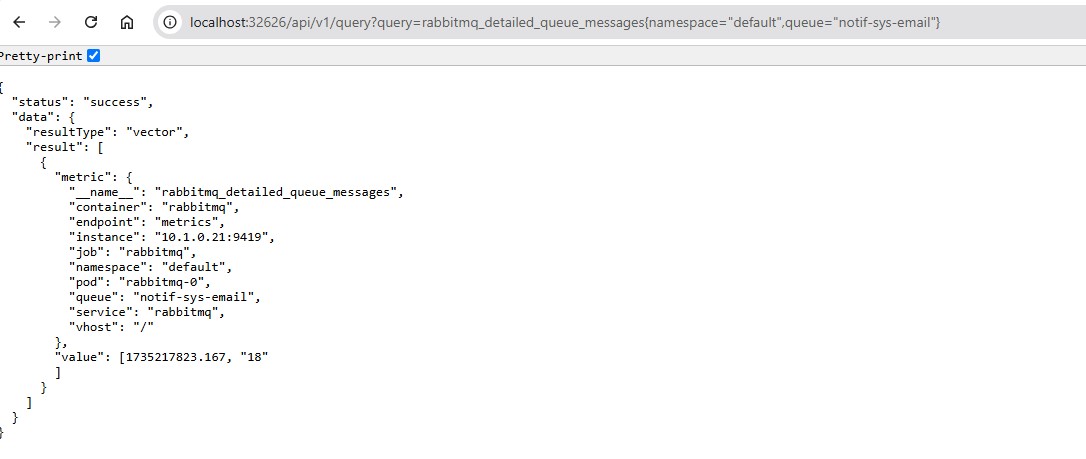 localhost:32626/api/v1/query?query=rabbitmq_detailed_queue_messages{namespace="default",queue="notif-sys-email"}
Pretty-print
{
  "status": "success",
  "data": {
    "resultType": "vector",
    "result": [
      {
        "metric": {
          "__name__": "rabbitmq_detailed_queue_messages",
          "container": "rabbitmq",
          "endpoint": "metrics",
          "instance": "10.1.0.21:9419",
          "job": "rabbitmq",
          "namespace": "default",
          "pod": "rabbitmq-0",
          "queue": "notif-sys-email",
          "service": "rabbitmq",
          "vhost": "/"
        },
        "value": [1735217823.167, "18"
        ]
      }
    ]
  }
}